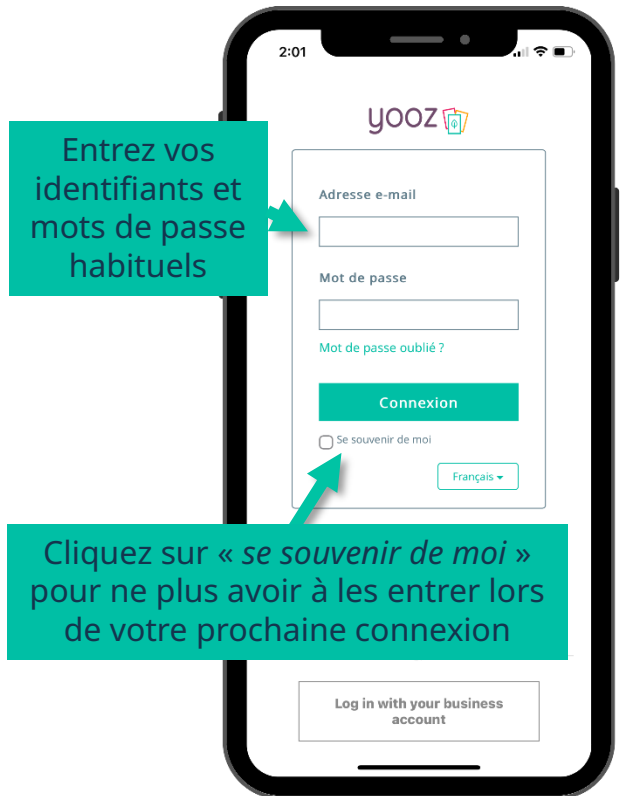 2:01
yooz
Entrez vos
identifiants et
mots de passe
habituels
Adresse e-mail
Mot de passe
Mot de passe oublié ?
Connexion
Se souvenir de moi
Français
Cliquez sur « se souvenir de moi »
pour ne plus avoir à les entrer lors
de votre prochaine connexion
Log in with your business
account